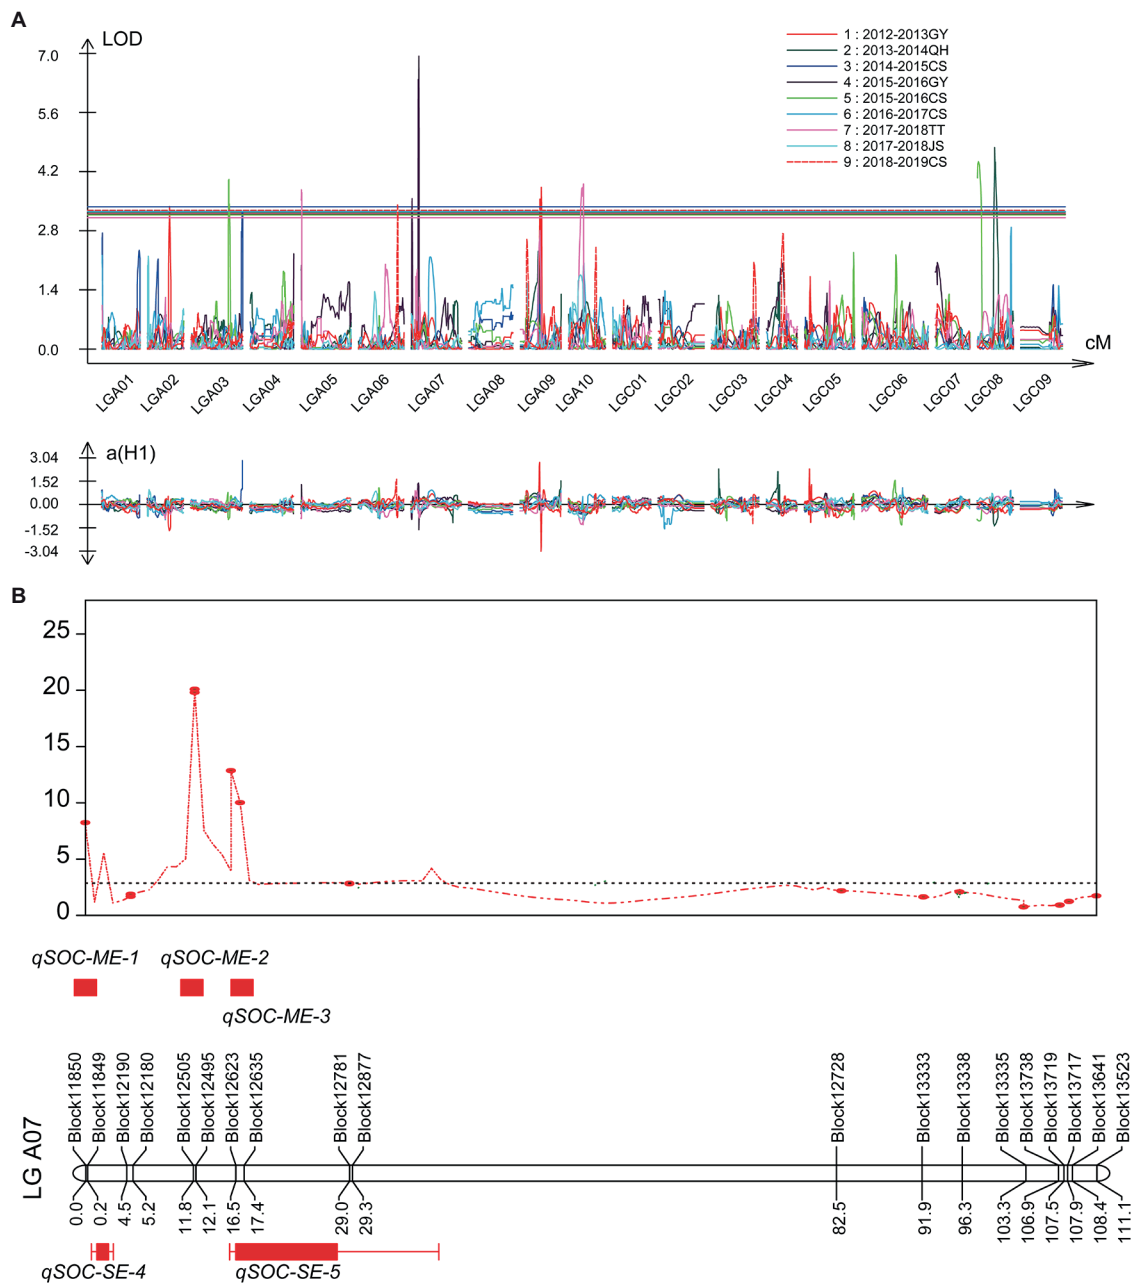 A
LOD
7.0
5.6
4.2
2.8
1.4
0.0
1 : 2012-2013GY
2 : 2013-2014QH
3 : 2014-2015CS
4 : 2015-2016GY
5 : 2015-2016CS
6 : 2016-2017CS
7 : 2017-2018TT
8 : 2017-2018JS
9 : 2018-2019CS
cM
LGA01 LGA02 LGA03 LGA04 LGA05 LGA06 LGA07 LGA08 LGA09 LGA10 LGC01 LGC02 LGC03 LGC04 LGC05 LGC06 LGC07 LGC08 LGC09
a(H1)
3.04
1.52
0.00
-1.52
-3.04
B
25
20
15
10
5
0
qSOC-ME-1 qSOC-ME-2
qSOC-ME-3
LG A07
Block11850 Block11849 Block12190 Block12180 Block12505 Block12495 Block12623 Block12635 Block12781 Block12877 Block12728 Block13333 Block13338 Block13335 Block13738 Block13719 Block13717 Block13641 Block13523
0.0 0.2 4.5 5.2 11.8 12.1 16.5 17.4 29.0 29.3 82.5 91.9 96.3 103.3 106.9 107.5 107.9 108.4 111.1
qSOC-SE-4 qSOC-SE-5